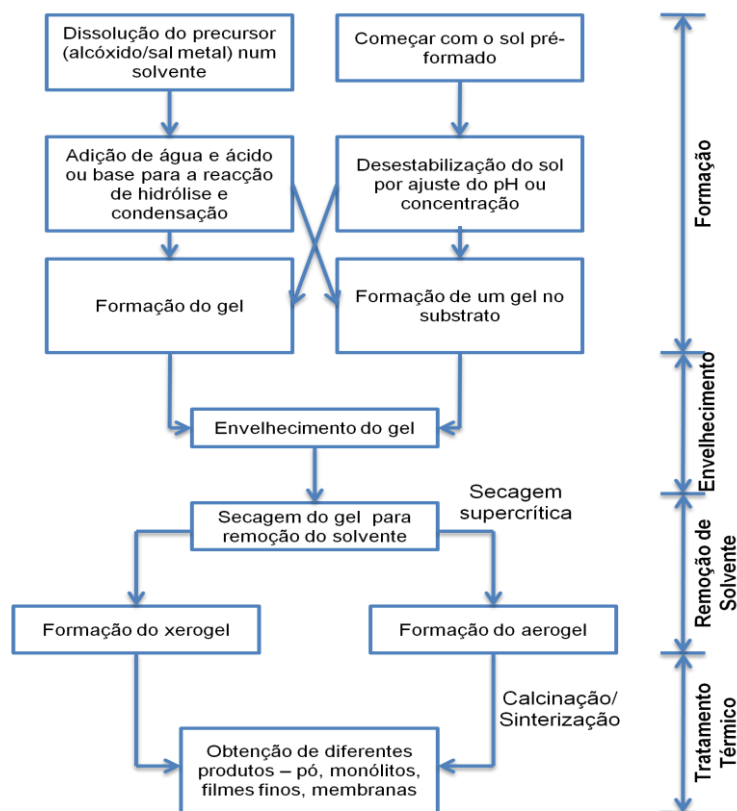 Dissolução do precursor
(alcóxido/sal metal) num
solvente
Começar com o sol pré-
formado
Adição de água e ácido
ou base para a reacção
de hidrólise e
condensação
Desestabilização do sol
por ajuste do pH ou
concentração
Formação do gel
Formação de um gel no
substrato
Formação
Envelhecimento do gel
Envelhecimento
Secagem do gel para
remoção do solvente
Secagem
supercrítica
Formação do xerogel
Formação do aerogel
Remoção de
Solvente
Calcinação/
Sinterização
Obtenção de diferentes
produtos – pó, monólitos,
filmes finos, membranas
Tratamento
Térmico